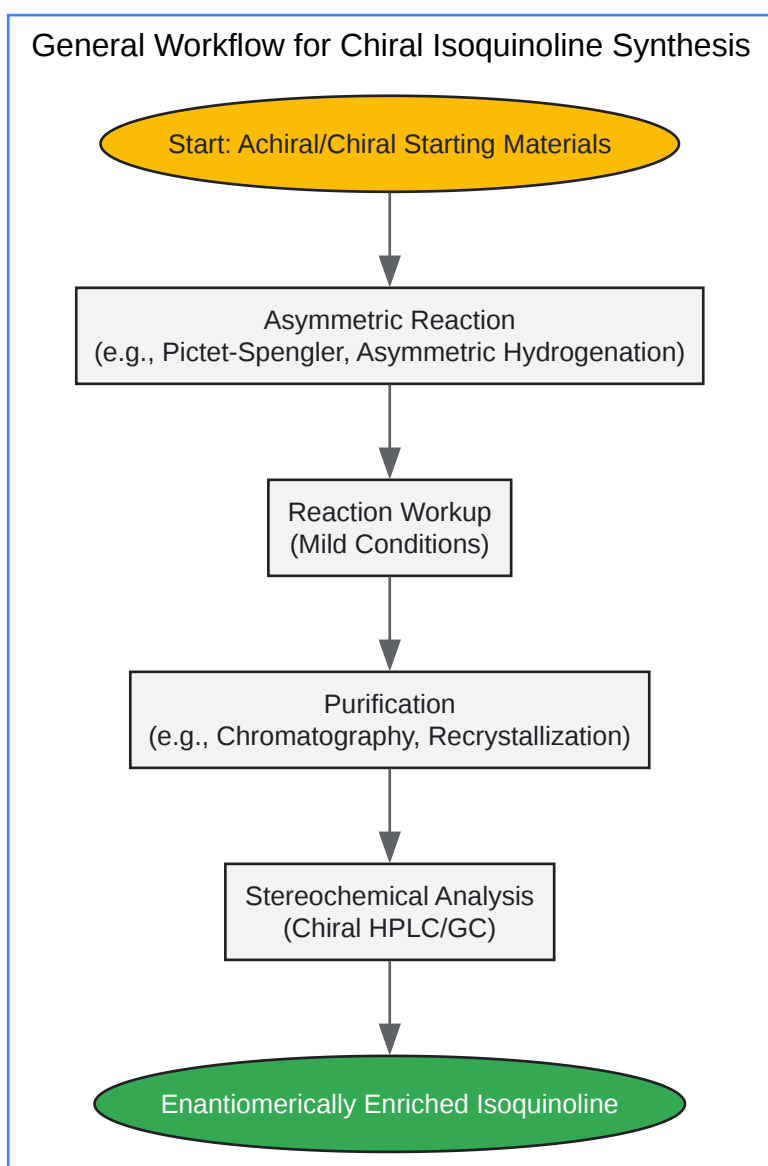 General Workflow for Chiral Isoquinoline Synthesis
Start: Achiral/Chiral Starting Materials
Asymmetric Reaction
(e.g., Pictet-Spengler, Asymmetric Hydrogenation)
Reaction Workup
(Mild Conditions)
Purification
(e.g., Chromatography, Recrystallization)
Stereochemical Analysis
(Chiral HPLC/GC)
Enantiomerically Enriched Isoquinoline